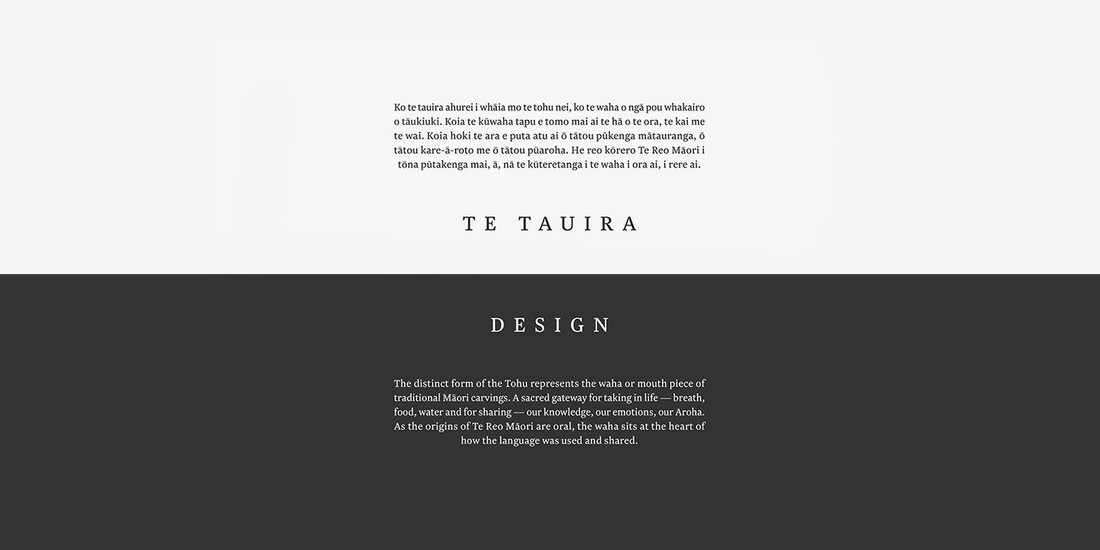 Ko te tauira ahurei i whāia mo te tohu nei, ko te waha o ngā pou whakairo
o tāukiuki. Koia te kūwaha tapu e tomo mai ai te hā o te ora, te kai me
te wai. Koia hoki te ara e puta atu ai ō tātou pūkenga mātauranga, ō
tātou kare-ā-roto me ō tātou pūaroha. He reo kōrero Te Reo Māori i
tōna pūtakenga mai, ā, nā te kūteretanga i te waha i ora ai, i rere ai.
TE TAUIRA
DESIGN
The distinct form of the Tohu represents the waha or mouth piece of
traditional Māori carvings. A sacred gateway for taking in life — breath,
food, water and for sharing — our knowledge, our emotions, our Aroha.
As the origins of Te Reo Māori are oral, the waha sits at the heart of
how the language was used and shared.